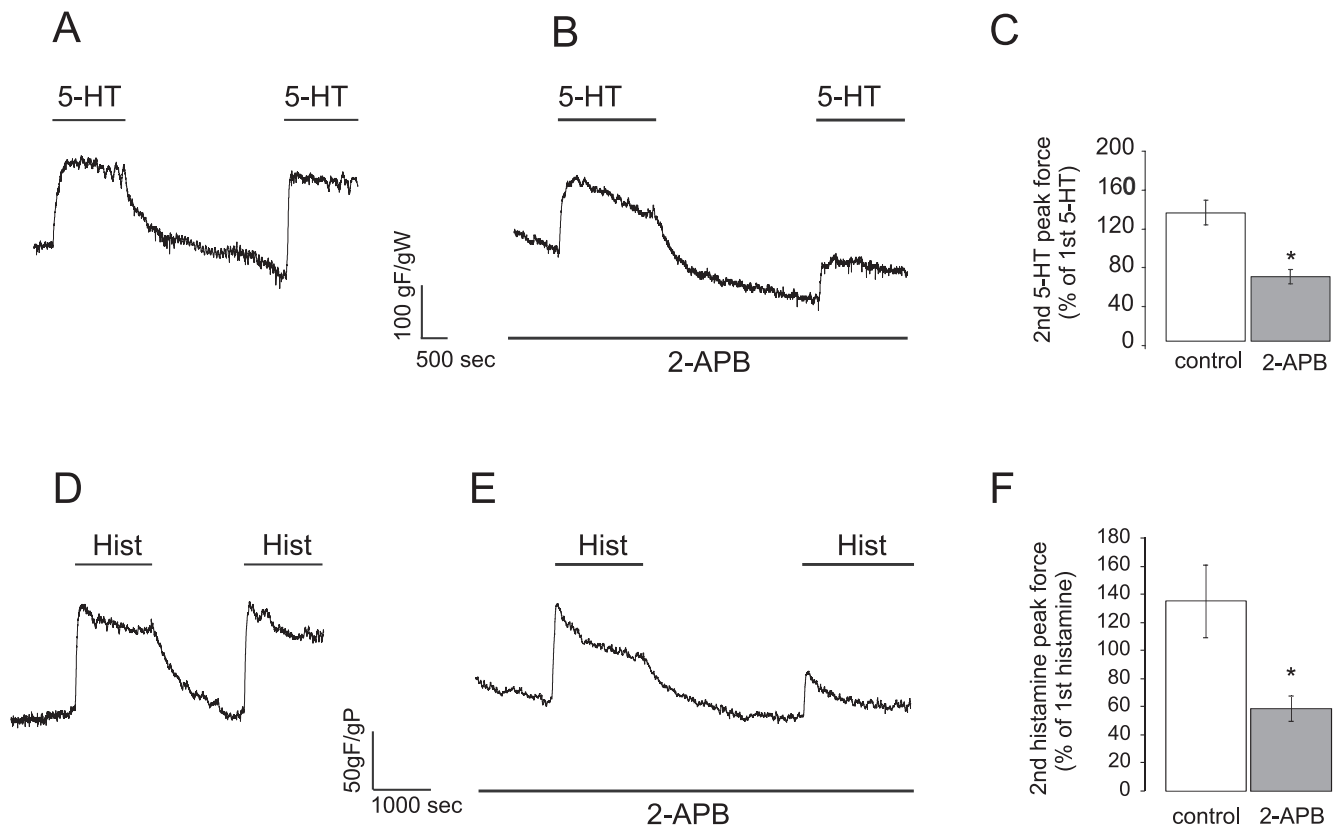 A
B
C
5-HT
5-HT
5-HT
5-HT
100 gF/gW
500 sec
2-APB
2nd 5-HT peak force
(% of 1st 5-HT)
200
160
0
120
80
40
0
control
2-APB
*
D
E
F
Hist
Hist
Hist
Hist
50gF/gP
1000 sec
2-APB
2nd histamine peak force
(% of 1st histamine)
180
160
140
120
100
80
60
40
20
0
control
2-APB
*